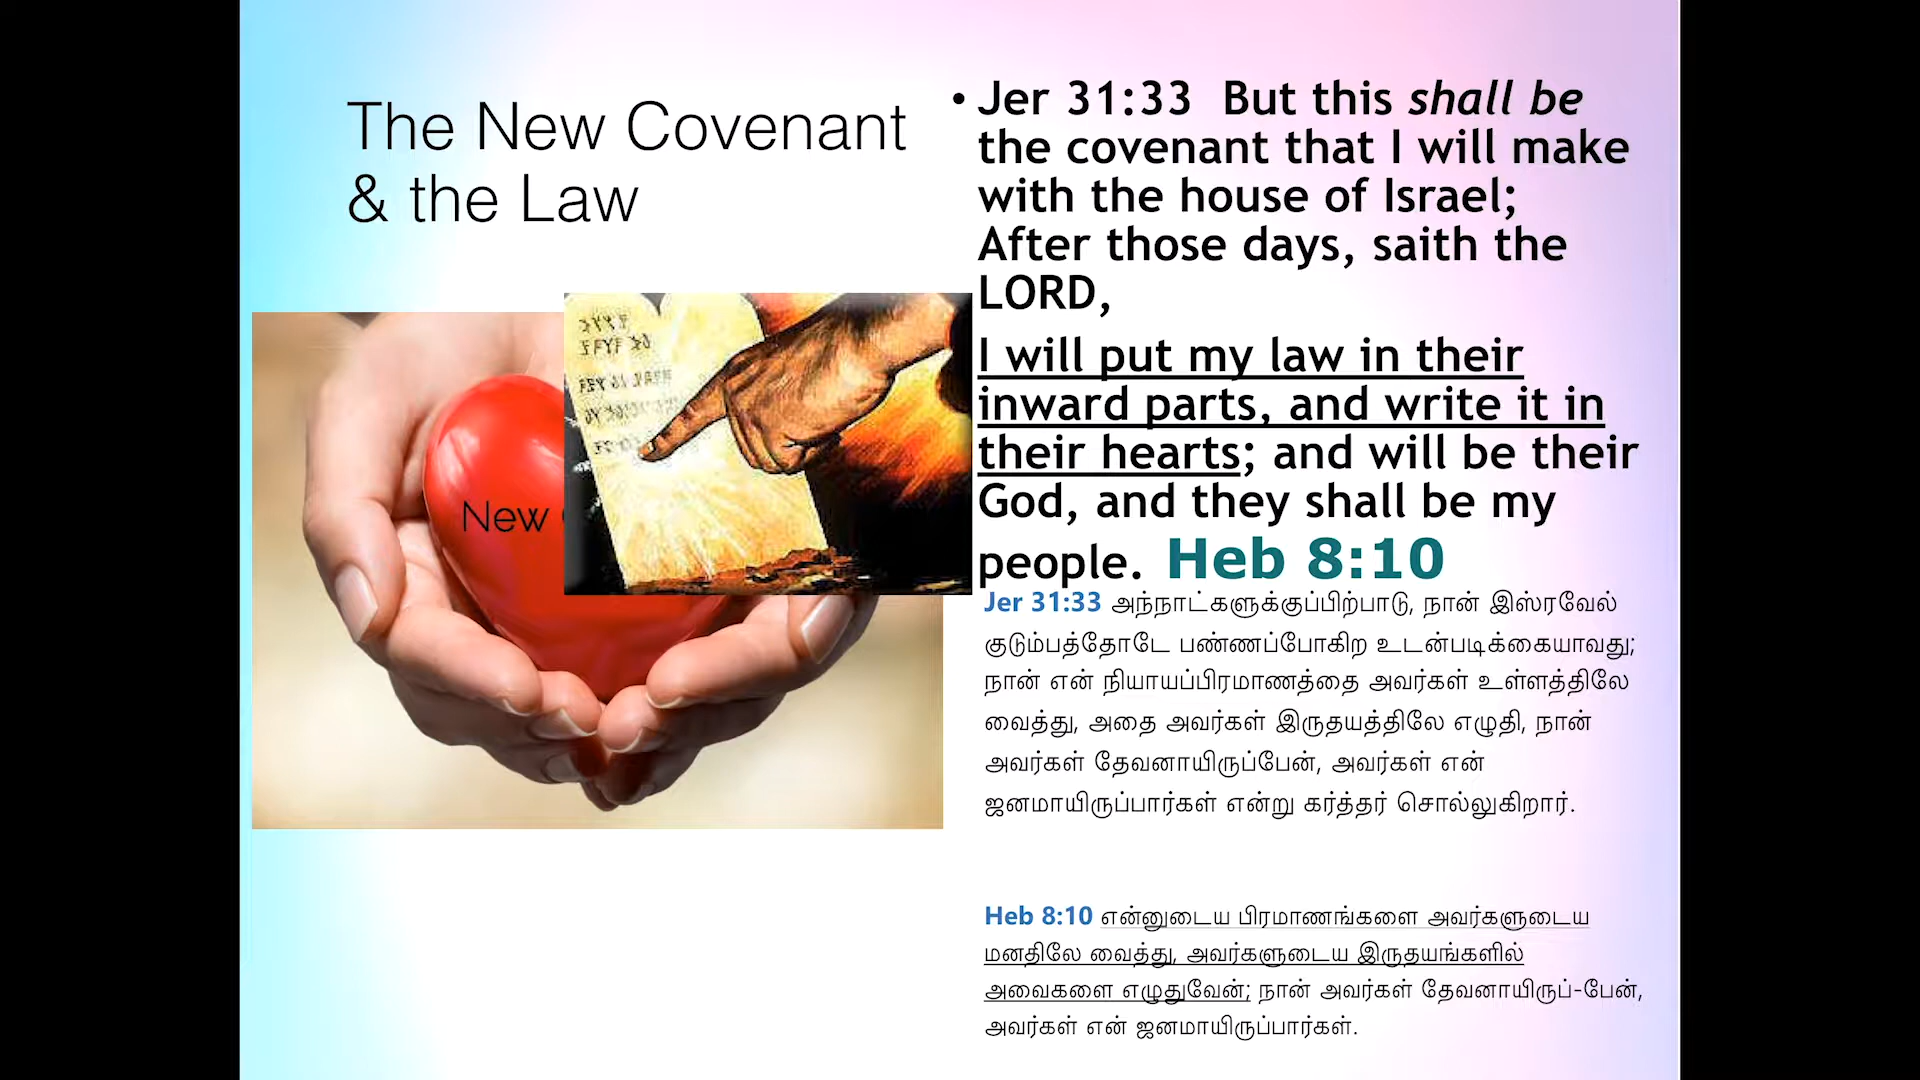 The New Covenant
& the Law
New
• Jer 31:33 But this shall be
the covenant that I will make
with the house of Israel;
After those days, saith the
LORD,
I will put my law in their
inward parts, and write it in
their hearts; and will be their
God, and they shall be my
people. Heb 8:10
Jer 31:33 அந்நாட்களுக்குப்பிற்பாடு, நான் இஸ்ரவேல்
குடும்பத்தோடே பண்ணப்போகிற உடன்படிக்கையாவது;
நான் என் நியாயப்பிரமாணத்தை அவர்கள் உள்ளத்திலே
வைத்து, அதை அவர்கள் இருதயத்திலே எழுதி, நான்
அவர்கள் தேவனாயிருப்பேன், அவர்கள் என்
ஜனமாயிருப்பார்கள் என்று கர்த்தர் சொல்லுகிறார்.
Heb 8:10 என்னுடைய பிரமாணங்களை அவர்களுடைய
மனதிலே வைத்து, அவர்களுடைய இருதயங்களில்
அவைகளை எழுதுவேன்; நான் அவர்கள் தேவனாயிருப்-பேன்,
அவர்கள் என் ஜனமாயிருப்பார்கள்.